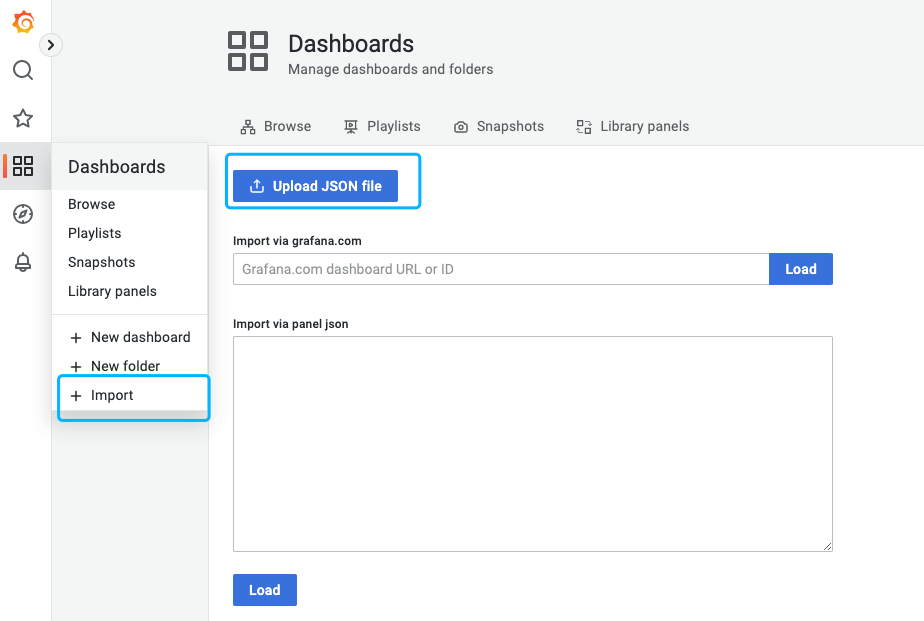 Dashboards
Manage dashboards and folders
Browse
Playlists
Snapshots
Library panels
Dashboards
Browse
Playlists
Snapshots
Library panels
+ New dashboard
+ New folder
+ Import
Upload JSON file
Import via grafana.com
Grafana.com dashboard URL or ID
Load
Import via panel json
Load